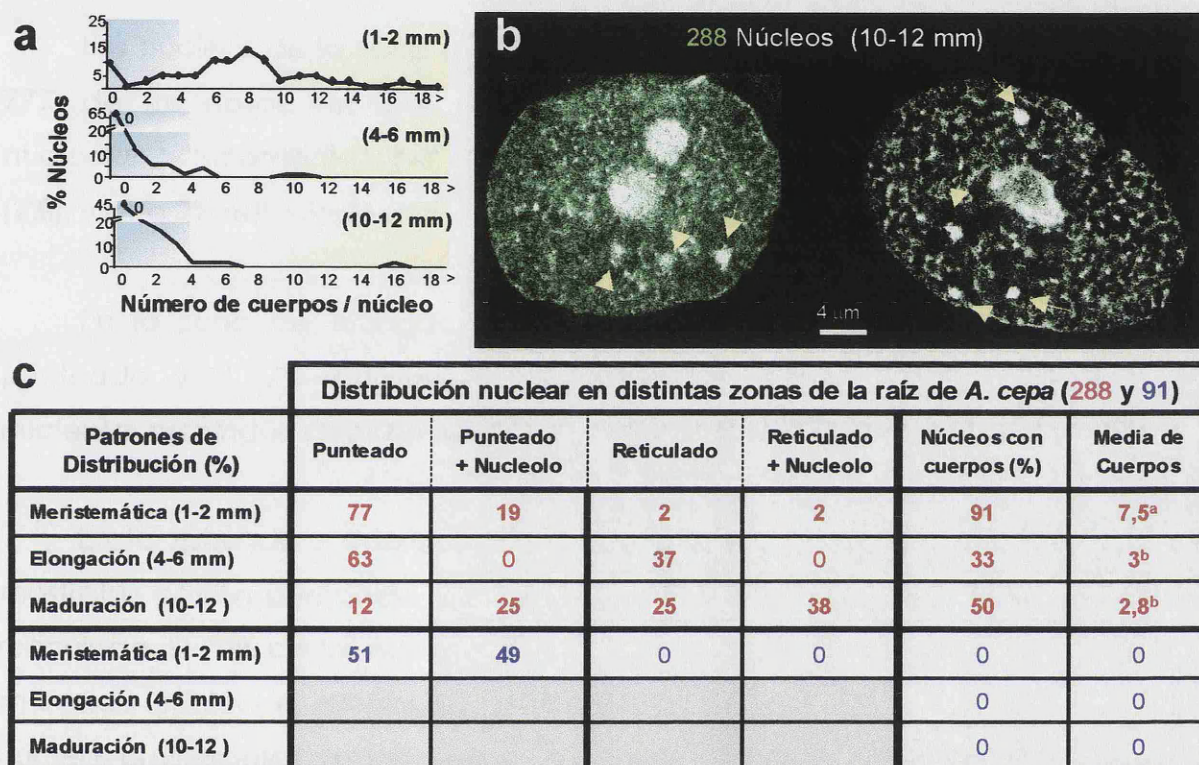 a
25
15
5
(1-2 mm)
0 2 4 6 8 10 12 14 16 18 >
% Núcleos
65
20
10
0
0
(4-6 mm)
0 2 4 6 8 10 12 14 16 18 >
45
20
10
0
0
(10-12 mm)
0 2 4 6 8 10 12 14 16 18 >
Número de cuerpos / núcleo
b
288 Núcleos (10-12 mm)
4 µm
c
Distribución nuclear en distintas zonas de la raíz de A. cepa (288 y 91)
Patrones de Distribución (%) Punteado Punteado + Nucleolo Reticulado Reticulado + Nucleolo Núcleos con cuerpos (%) Media de Cuerpos
Meristemática (1-2 mm) 77 19 2 2 91 7,5ᵃ
Elongación (4-6 mm) 63 0 37 0 33 3ᵇ
Maduración (10-12 ) 12 25 25 38 50 2,8ᵇ
Meristemática (1-2 mm) 51 49 0 0 0 0
Elongación (4-6 mm) 0 0
Maduración (10-12 ) 0 0